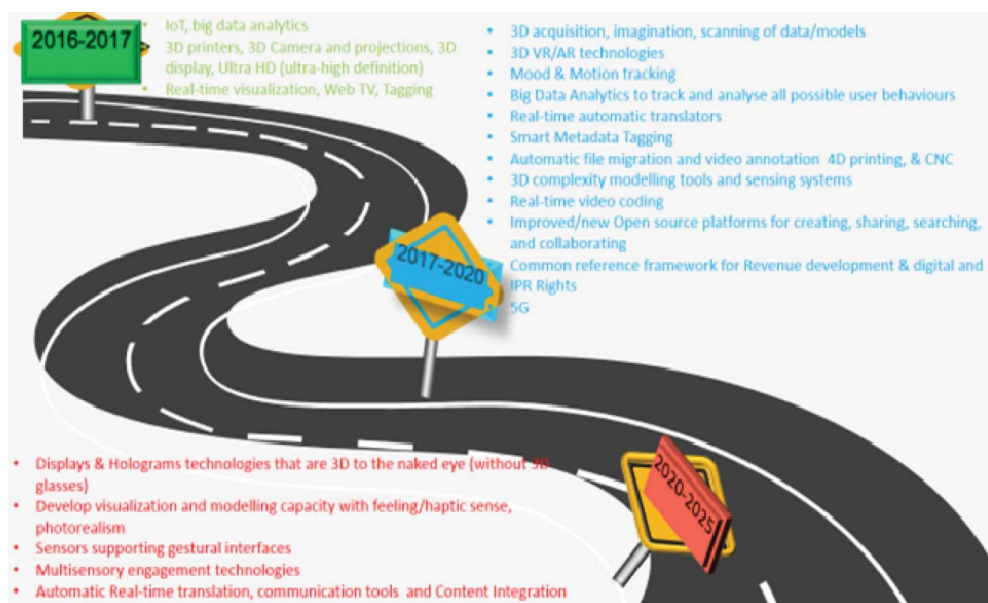 2016-2017
• IoT, big data analytics
• 3D printers, 3D Camera and projections, 3D
display, Ultra HD (ultra-high definition)
• Real-time visualization, Web TV, Tagging
• 3D acquisition, imagination, scanning of data/models
• 3D VR/AR technologies
• Mood & Motion tracking
• Big Data Analytics to track and analyse all possible user behaviours
• Real-time automatic translators
• Smart Metadata Tagging
• Automatic file migration and video annotation 4D printing, & CNC
• 3D complexity modelling tools and sensing systems
• Real-time video coding
• Improved/new Open source platforms for creating, sharing, searching,
and collaborating
• Common reference framework for Revenue development & digital and
IPR Rights
• 5G
2017-2020
• Displays & Holograms technologies that are 3D to the naked eye (without 3D
glasses)
• Develop visualization and modelling capacity with feeling/haptic sense,
photorealism
• Sensors supporting gestural interfaces
• Multisensory engagement technologies
• Automatic Real-time translatiion, communication tools and Content Integration
2020-2025